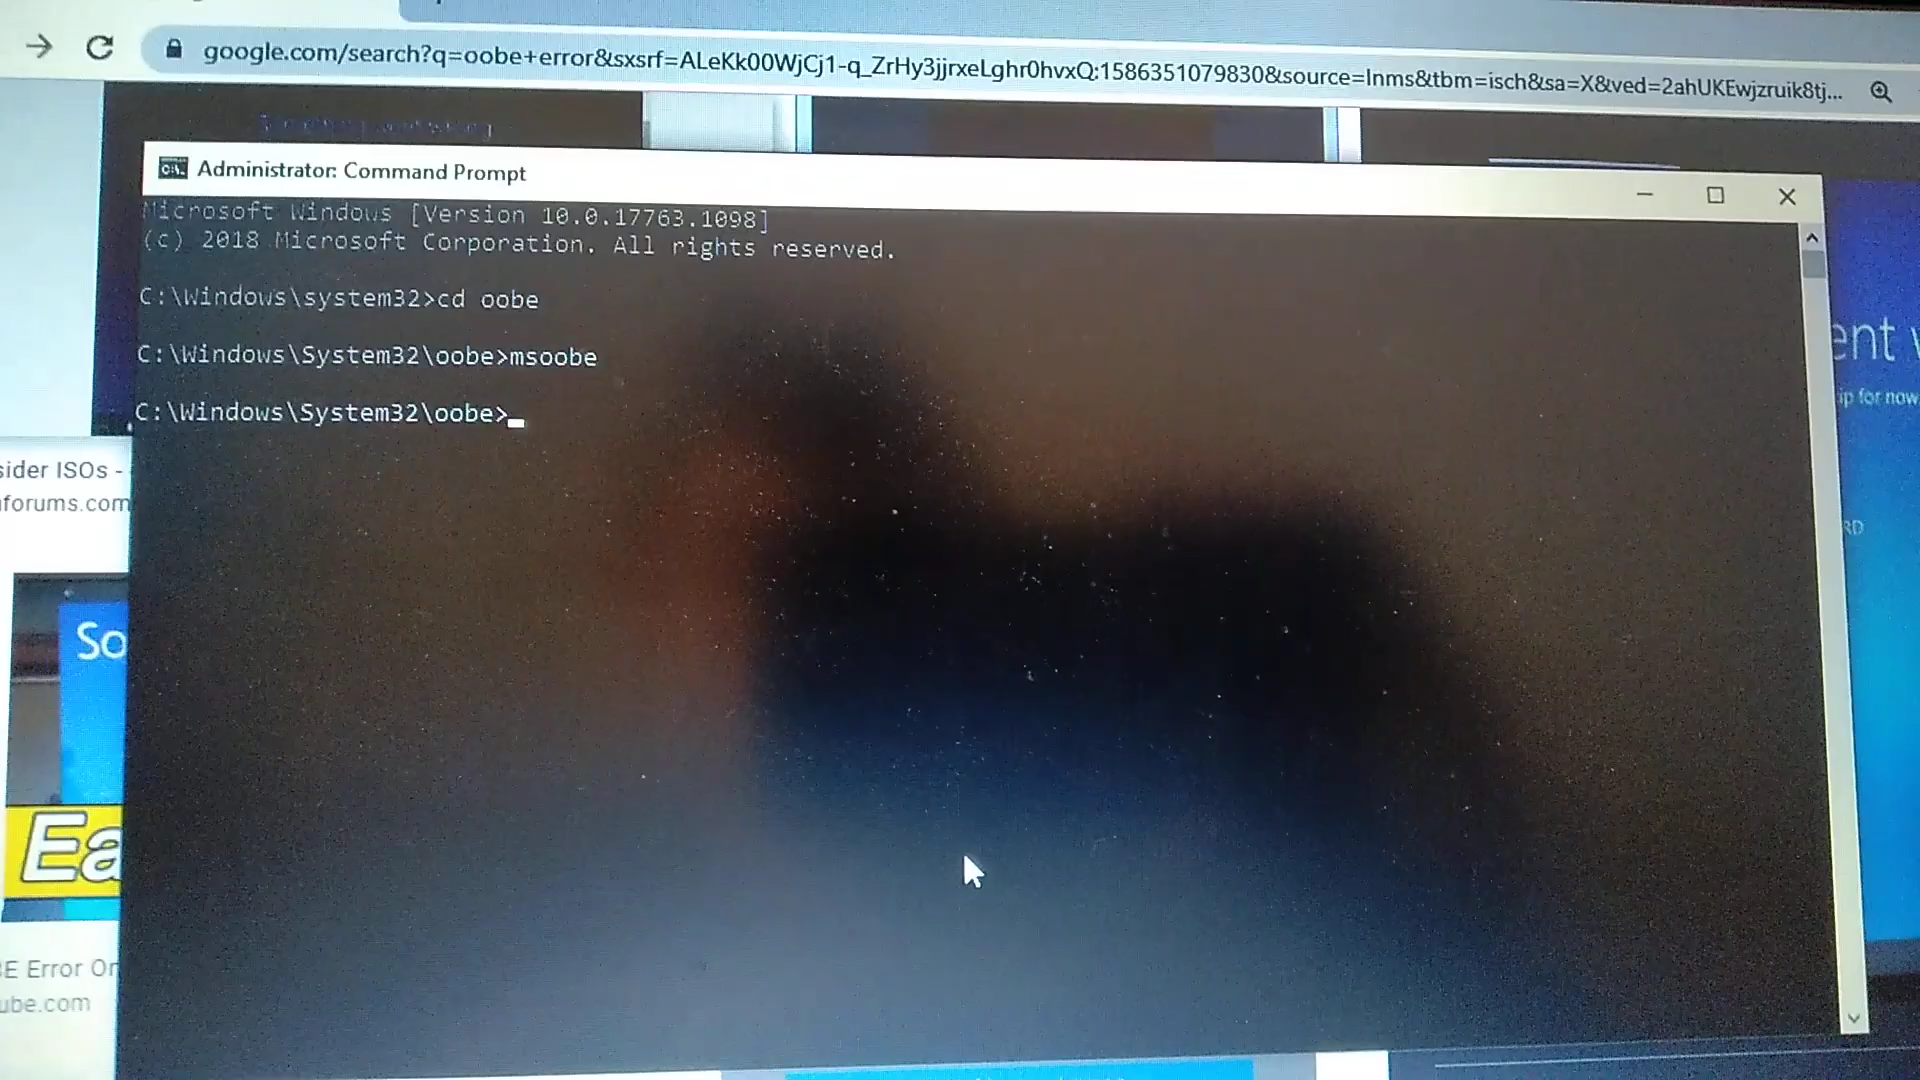 google.com/search?q=oobe+error&sxsrf=ALeKk00WjCj1-q_ZrHy3jjrxeLghr0hvxQ:1586351079830&source=lnms&tbm=isch&sa=X&ved=2ahUKEwjzruik8tj...
Administrator: Command Prompt
Microsoft Windows [Version 10.0.17763.1098]
(c) 2018 Microsoft Corporation. All rights reserved.
C:\Windows\system32>cd oobe
C:\Windows\System32\oobe>msoobe
C:\Windows\System32\oobe>
ent
ip for now
RD
sider ISOs -
forums.com
So
Ea
E Error Or
ube.com